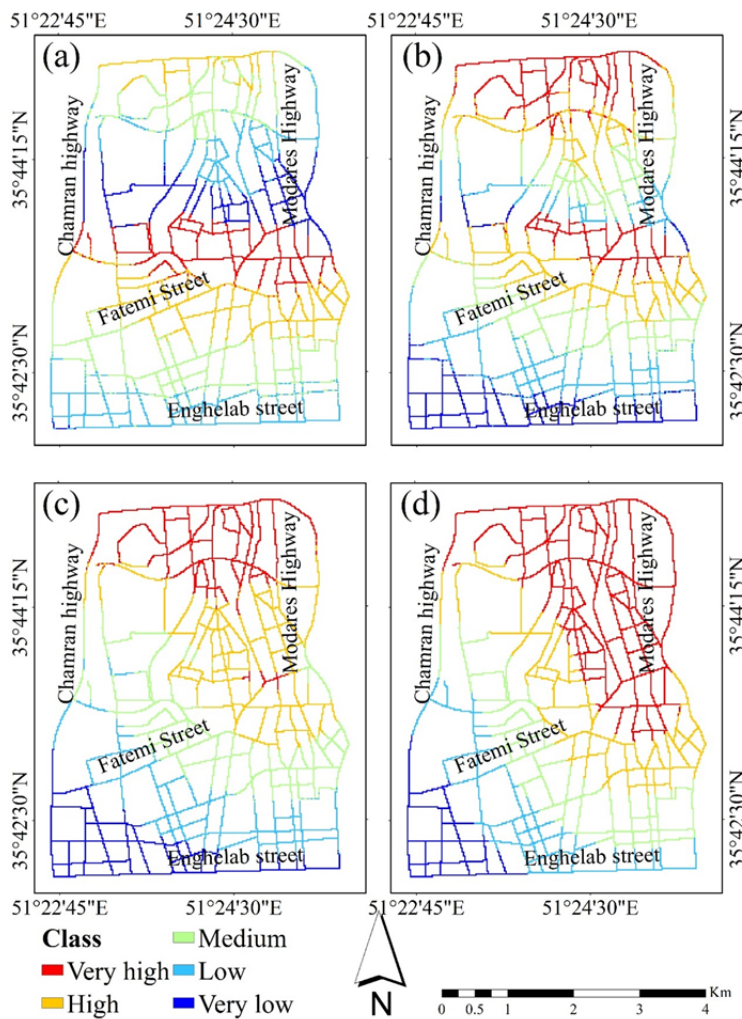 51°22'45"E
51°24'30"E
51°22'45"E
51°24'30"E
(a)
(b)
35°44'15"N
Chamran highway
Modares Highway
Chamran highway
Modares Highway
35°44'15"N
Fatemi Street
Fatemi Street
35°42'30"N
35°42'30"N
Enghelab street
Enghelab street
(c)
(d)
35°44'15"N
Chamran highway
Modares Highway
Chamran highway
Modares Highway
35°44'15"N
Fatemi Street
Fatemi Street
35°42'30"N
35°42'30"N
Enghelab street
Enghelab street
51°22'45"E
51°24'30"E
51°22'45"E
51°24'30"E
Class
Medium
Very high
Low
High
Very low
N
Km
0 0.5 1 2 3 4